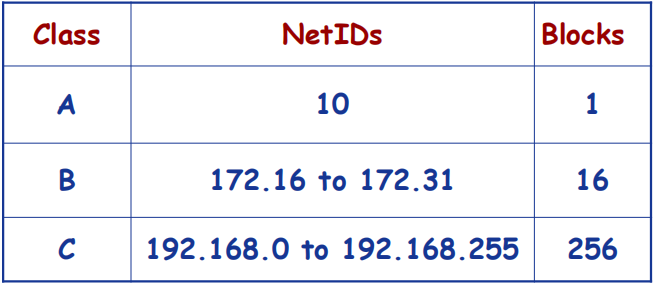 Class NetIDs Blocks
A 10 1
B 172.16 to 172.31 16
C 192.168.0 to 192.168.255 256